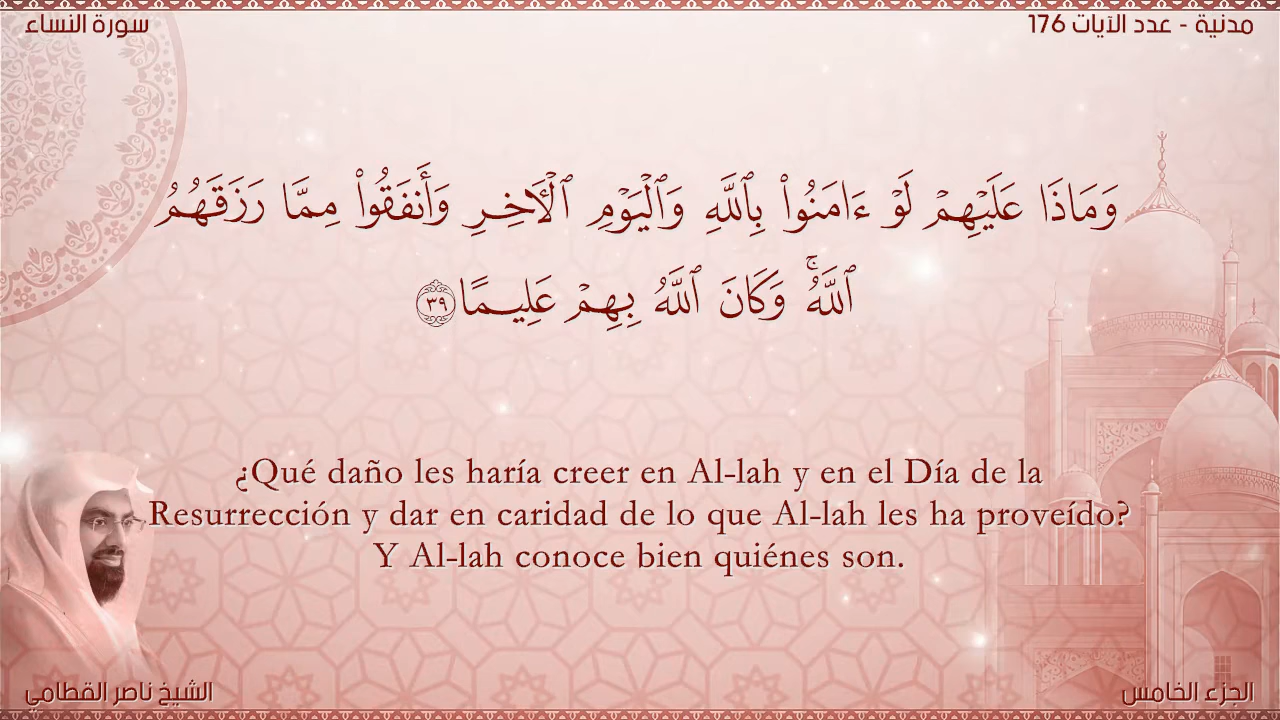 مدنية - عدد الآيات 176
سورة النساء
وَمَاذَا عَلَيْهِمْ لَوْ ءَامَنُوا۟ بِٱللَّهِ وَٱلْيَوْمِ ٱلْـَٔاخِرِ وَأَنفَقُوا۟ مِمَّا رَزَقَهُمُ
ٱللَّهُ ۚ وَكَانَ ٱللَّهُ بِهِمْ عَلِيمًا ٣٩
¿Qué daño les haría creer en Al-lah y en el Día de la
Resurrección y dar en caridad de lo que Al-lah les ha proveído?
Y Al-lah conoce bien quiénes son.
الجزء الخامس
الشيخ ناصر القطامي